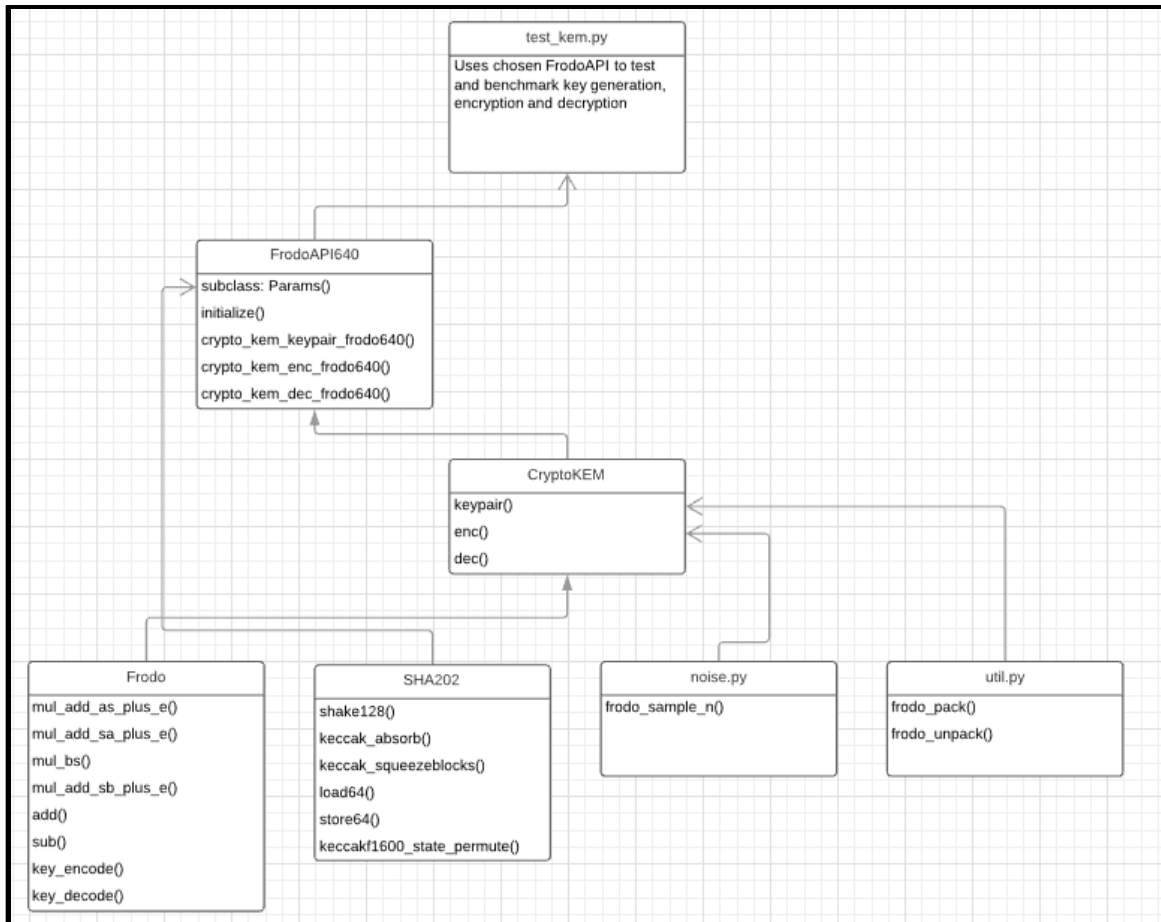 test_kem.py
Uses chosen FrodoAPI to test
and benchmark key generation,
encryption and decryption
FrodoAPI640
subclass: Params()
initialize()
crypto_kem_keypair_frodo640()
crypto_kem_enc_frodo640()
crypto_kem_dec_frodo640()
CryptoKEM
keypair()
enc()
dec()
Frodo
mul_add_as_plus_e()
mul_add_sa_plus_e()
mul_bs()
mul_add_sb_plus_e()
add()
sub()
key_encode()
key_decode()
SHA202
shake128()
keccak_absorb()
keccak_squeezeblocks()
load64()
store64()
keccakf1600_state_permute()
noise.py
frodo_sample_n()
util.py
frodo_pack()
frodo_unpack()